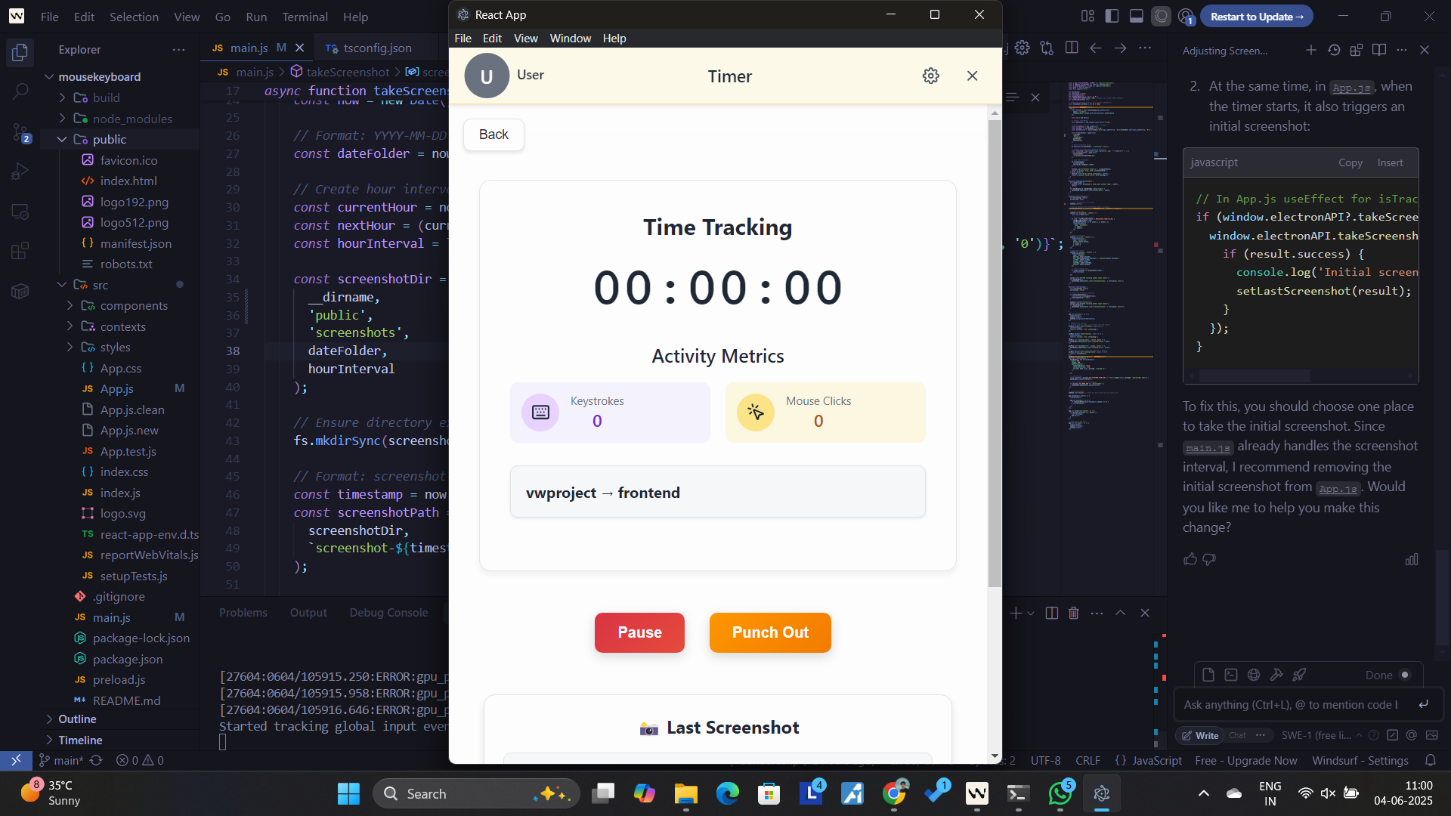 File Edit Selection View Go Run Terminal Help
Restart to Update →
Explorer
mousekeyboard
build
node_modules
public
favicon.ico
index.html
logo192.png
logo512.png
manifest.json
robots.txt
src
components
contexts
styles
App.css
App.js M
App.js.clean
App.js.new
App.test.js
index.css
index.js
logo.svg
react-app-env.d.ts
reportWebVitals.js
setupTests.js
.gitignore
main.js M
package-lock.json
package.json
preload.js
README.md
Outline
Timeline
2
JS main.js M
TS tsconfig.json
JS main.js > takeScreenshot >
17 async function takeScreens
25
26 // Format: YYYY-MM-DD
27 const dateFolder = nov
28
29 // Create hour interv
30 const currentHour = n
31 const nextHour = (cur
32 const hourInterval = , '0')}`;
33
34 const screenshotDir =
35 __dirname,
36 'public',
37 'screenshots',
38 dateFolder,
39 hourInterval
40 );
41
42 // Ensure directory e
43 fs.mkdirSync(screensho
44
45 // Format: screenshot
46 const timestamp = now
47 const screenshotPath =
48 screenshotDir,
49 `screenshot-${timest
50 );
51
Problems Output Debug Console
[27604:0604/105915.250:ERROR:gpu_p
[27604:0604/105915.958:ERROR:gpu_p
[27604:0604/105916.646:ERROR:gpu_p
Started tracking global input even
React App
File Edit View Window Help
U User
Timer
Back
Time Tracking
00:00:00
Activity Metrics
Keystrokes
0
Mouse Clicks
0
vwproject → frontend
Pause
Punch Out
Last Screenshot
Adjusting Screen...
2. At the same time, in App.js, when
the timer starts, it also triggers an
initial screenshot:
javascript Copy Insert
// In App.js useEffect for isTrac
if (window.electronAPI?.takeScree
window.electronAPI.takeScreensh
if (result.success) {
console.log('Initial screen
setLastScreenshot(result);
}
});
}
To fix this, you should choose one place
to take the initial screenshot. Since
main.js already handles the screenshot
interval, I recommend removing the
initial screenshot from App.js. Would
you like me to help you make this
change?
Done
Ask anything (Ctrl+L), @ to mention code
Write Chat SWE-1 (free li...
main* 0 0
: 2 UTF-8 CRLF {} JavaScript Free - Upgrade Now Windsurf - Settings
8
35°C
Sunny
Search
4
1
5
ENG
IN
11:00
04-06-2025